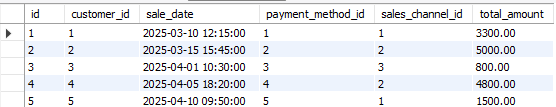 id customer_id sale_date payment_method_id sales_channel_id total_amount
1 1 2025-03-10 12:15:00 1 1 3300.00
2 2 2025-03-15 15:45:00 2 2 5000.00
3 3 2025-04-01 10:30:00 3 3 800.00
4 4 2025-04-05 18:20:00 4 2 4800.00
5 5 2025-04-10 09:50:00 5 1 1500.00